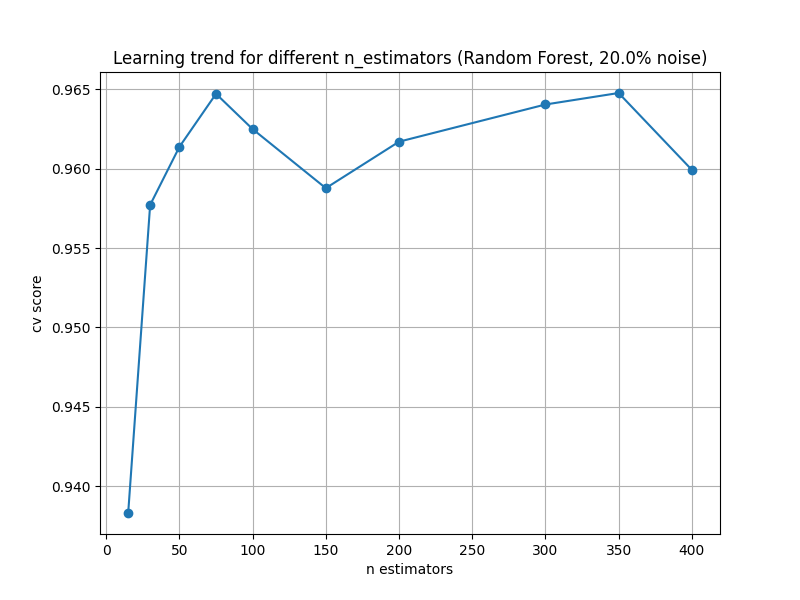 Learning trend for different n_estimators (Random Forest, 20.0% noise)
0.965
0.960
0.955
0.950
0.945
0.940
cv score
0 50 100 150 200 250 300 350 400
n estimators